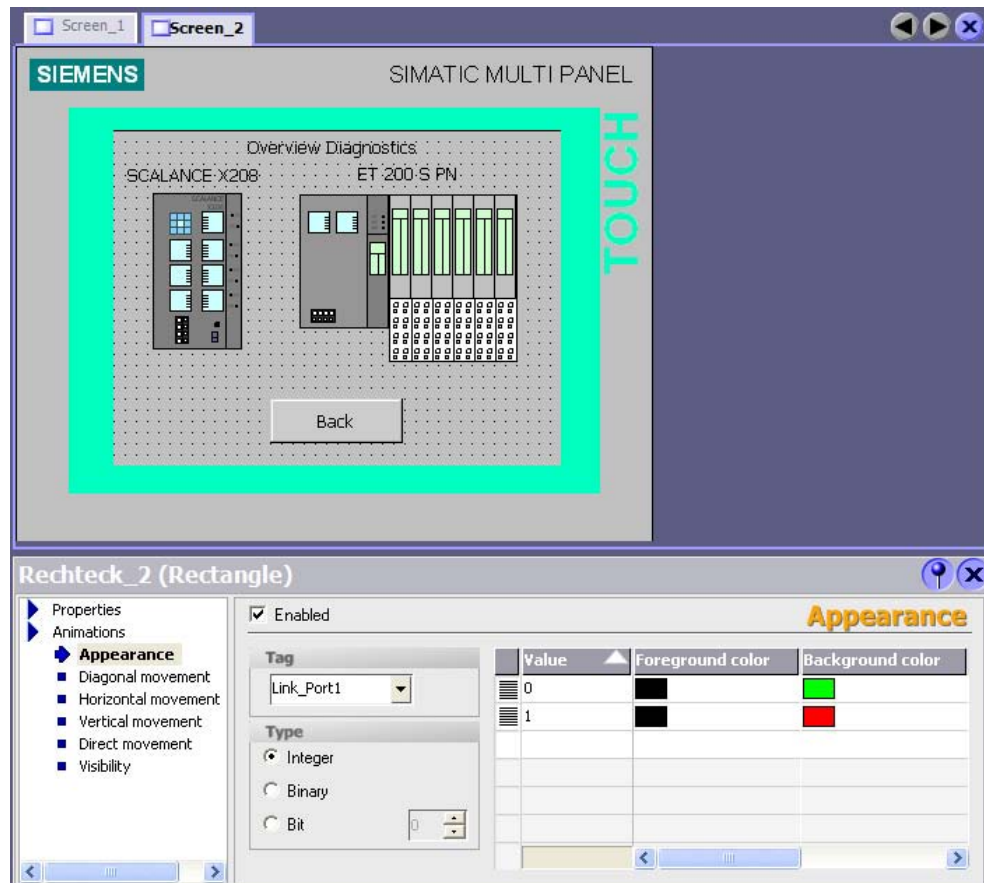 Screen_1
Screen_2
SIEMENS
SIMATIC MULTI PANEL
TOUCH
Overview Diagnostics
SCALANCE X208
ET 200 S PN
Back
Rechteck_2 (Rectangle)
Properties
Animations
Appearance
Diagonal movement
Horizontal movement
Vertical movement
Direct movement
Visibility
Enabled
Appearance
Tag
Link_Port1
Type
Integer
Binary
Bit
0
Value Foreground color Background color
0
1